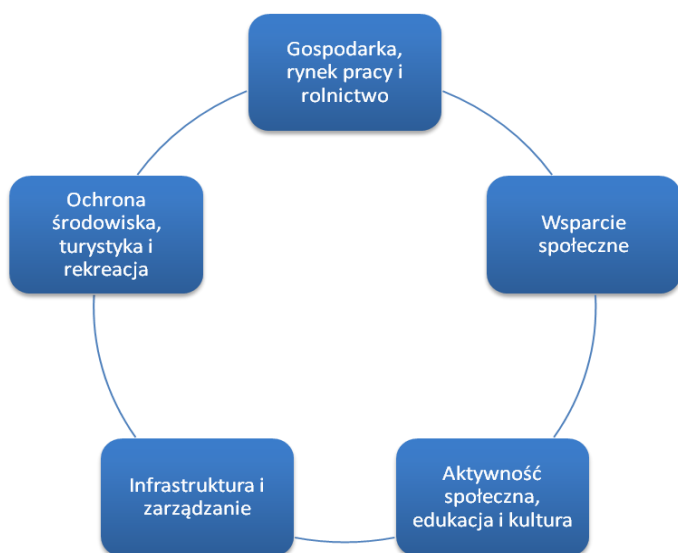 Gospodarka,
rynek pracy i
rolnictwo
Wsparcie
społeczne
Aktywność
społeczna,
edukacja i kultura
Infrastruktura i
zarządzanie
Ochrona
środowiska,
turystyka i
rekreacja